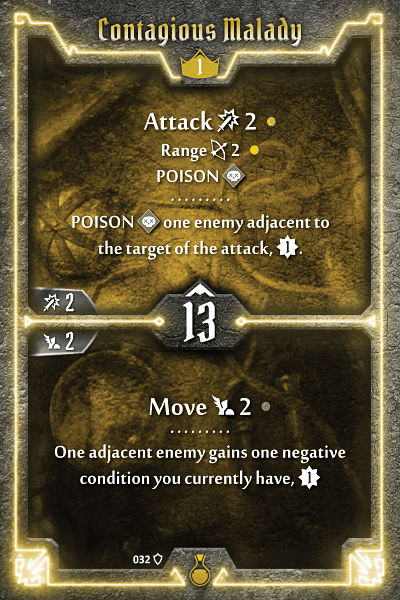 Contagious Malady
1
Attack 2
Range 2
POISON
POISON one enemy adjacent to
the target of the attack, 1.
2
13
2
Move 2
One adjacent enemy gains one negative
condition you currently have, 1
032